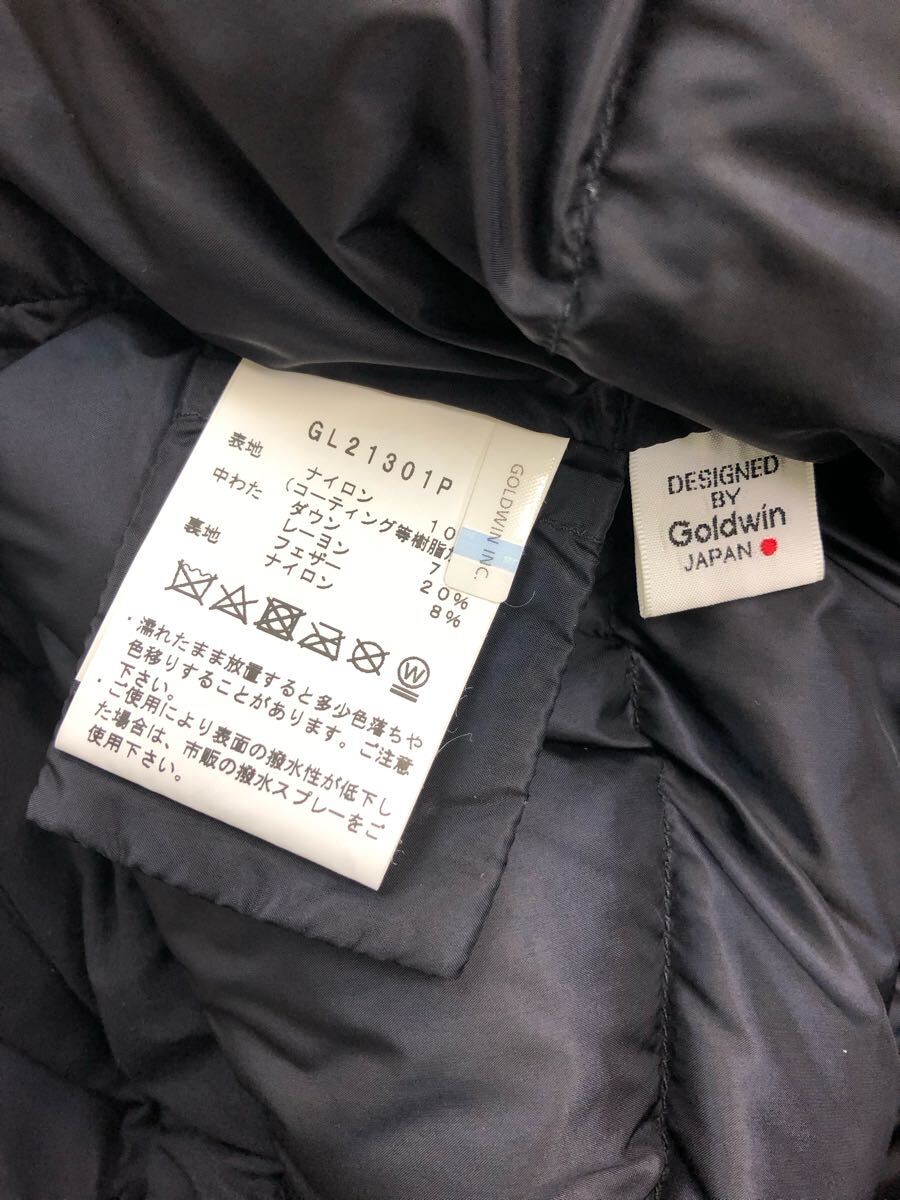 GL21301P
表地 ナイロン 10
(コーティング等樹脂
中わた ダウン 7
レーヨン 20%
フェザー 8%
裏地 ナイロン
W
・濡れたまま放置すると多少色落ちや
色移りすることがあります。ご注意
下さい。
・ご使用により表面の撥水性が低下し
た場合は、市販の撥水スプレーをご
使用下さい。
GOLDWIN INC.
DESIGNED
BY
Goldwin
JAPAN